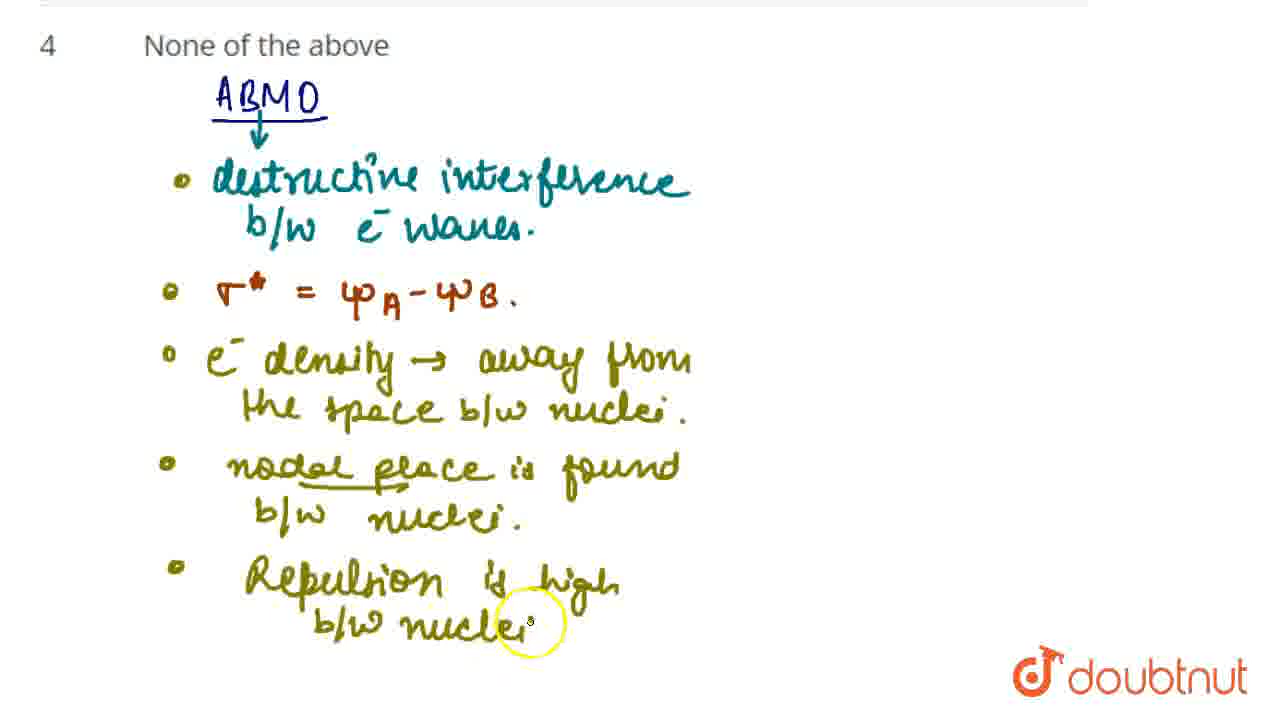 4 None of the above
ABMO
• destructive interference
b/w e⁻ waves.
• σ* = ψA - ψB.
• e⁻ density → away from
the space b/w nuclei.
• nodal place is found
b/w nuclei.
• Repulsion is high
b/w nuclei
doubtnut